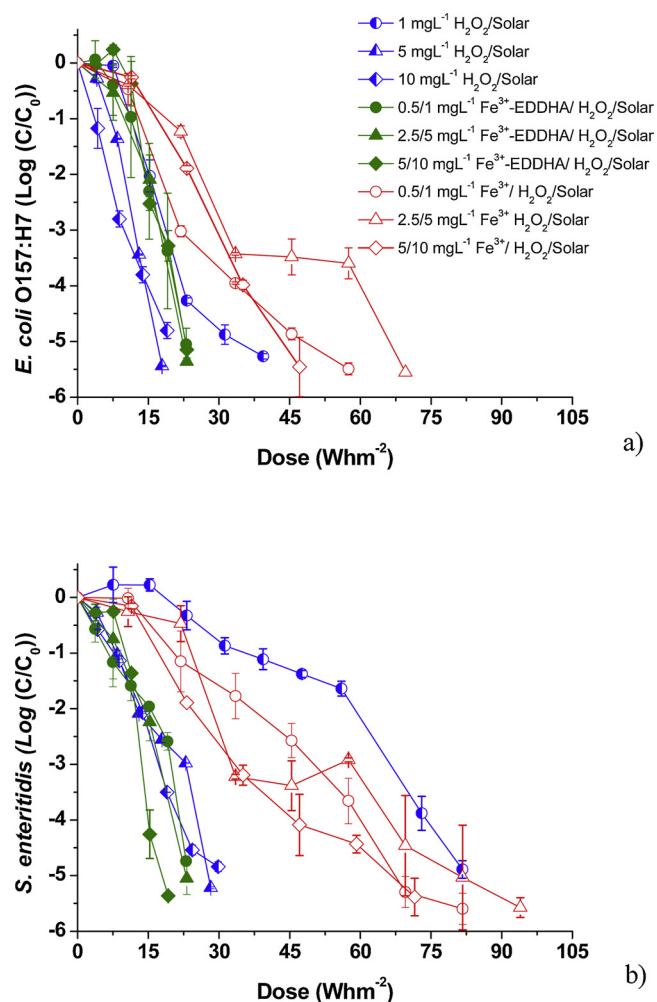 1 mgL⁻¹ H₂O₂/Solar
5 mgL⁻¹ H₂O₂/Solar
10 mgL⁻¹ H₂O₂/Solar
0.5/1 mgL⁻¹ Fe³⁺-EDDHA/ H₂O₂/Solar
2.5/5 mgL⁻¹ Fe³⁺-EDDHA/ H₂O₂/Solar
5/10 mgL⁻¹ Fe³⁺-EDDHA/ H₂O₂/Solar
0.5/1 mgL⁻¹ Fe³⁺/ H₂O₂/Solar
2.5/5 mgL⁻¹ Fe³⁺ H₂O₂/Solar
5/10 mgL⁻¹ Fe³⁺/ H₂O₂/Solar
E. coli O157:H7 (Log (C/C₀))
0
-1
-2
-3
-4
-5
-6
0 15 30 45 60 75 90 105
Dose (Whm⁻²)
a)
S. enteritidis (Log (C/C₀))
0
-1
-2
-3
-4
-5
-6
0 15 30 45 60 75 90 105
Dose (Whm⁻²)
b)